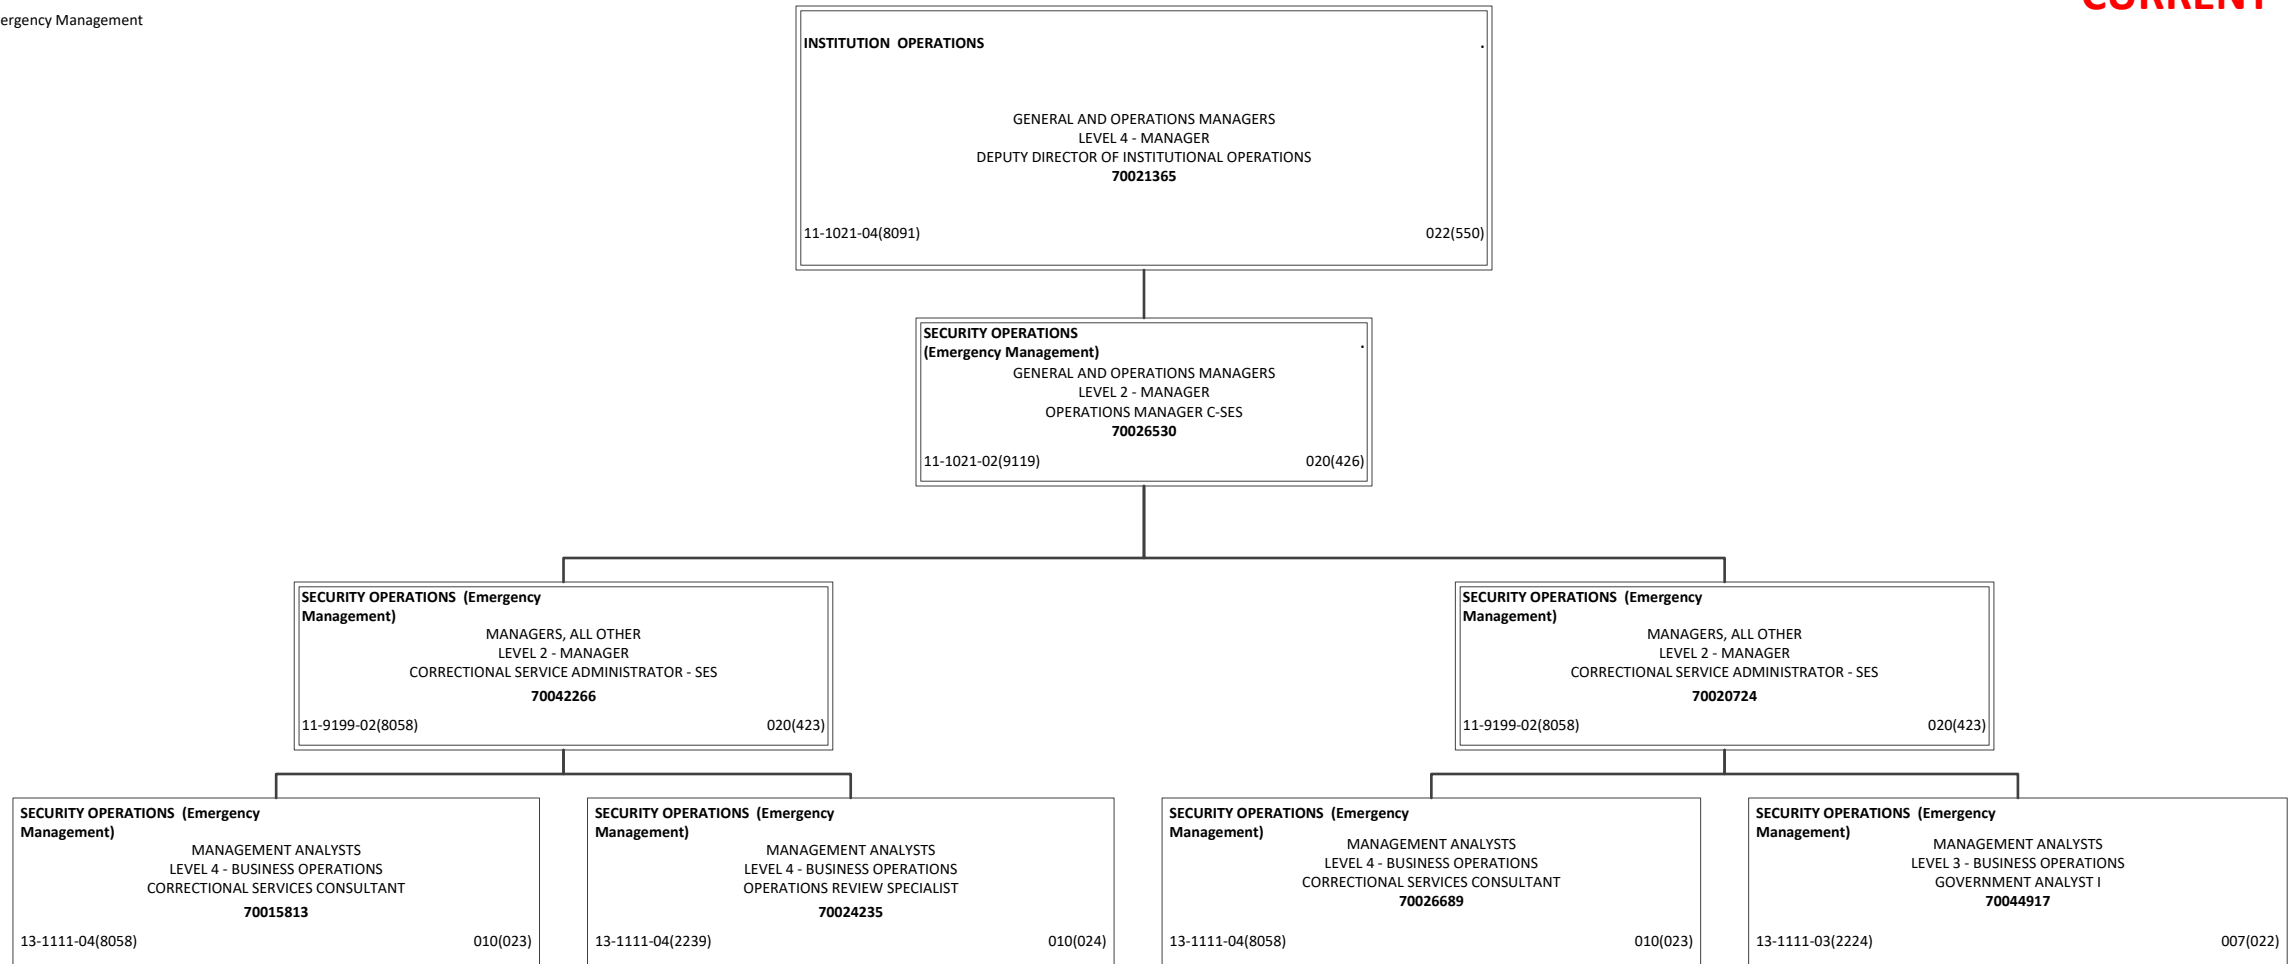 ergency Management
CURRENT
INSTITUTION OPERATIONS .
GENERAL AND OPERATIONS MANAGERS
LEVEL 4 - MANAGER
DEPUTY DIRECTOR OF INSTITUTIONAL OPERATIONS
70021365
11-1021-04(8091) 022(550)
SECURITY OPERATIONS
(Emergency Management) .
GENERAL AND OPERATIONS MANAGERS
LEVEL 2 - MANAGER
OPERATIONS MANAGER C-SES
70026530
11-1021-02(9119) 020(426)
SECURITY OPERATIONS (Emergency
Management)
MANAGERS, ALL OTHER
LEVEL 2 - MANAGER
CORRECTIONAL SERVICE ADMINISTRATOR - SES
70042266
11-9199-02(8058) 020(423)
SECURITY OPERATIONS (Emergency
Management)
MANAGERS, ALL OTHER
LEVEL 2 - MANAGER
CORRECTIONAL SERVICE ADMINISTRATOR - SES
70020724
11-9199-02(8058) 020(423)
SECURITY OPERATIONS (Emergency
Management)
MANAGEMENT ANALYSTS
LEVEL 4 - BUSINESS OPERATIONS
CORRECTIONAL SERVICES CONSULTANT
70015813
13-1111-04(8058) 010(023)
SECURITY OPERATIONS (Emergency
Management)
MANAGEMENT ANALYSTS
LEVEL 4 - BUSINESS OPERATIONS
OPERATIONS REVIEW SPECIALIST
70024235
13-1111-04(2239) 010(024)
SECURITY OPERATIONS (Emergency
Management)
MANAGEMENT ANALYSTS
LEVEL 4 - BUSINESS OPERATIONS
CORRECTIONAL SERVICES CONSULTANT
70026689
13-1111-04(8058) 010(023)
SECURITY OPERATIONS (Emergency
Management)
MANAGEMENT ANALYSTS
LEVEL 3 - BUSINESS OPERATIONS
GOVERNMENT ANALYST I
70044917
13-1111-03(2224) 007(022)